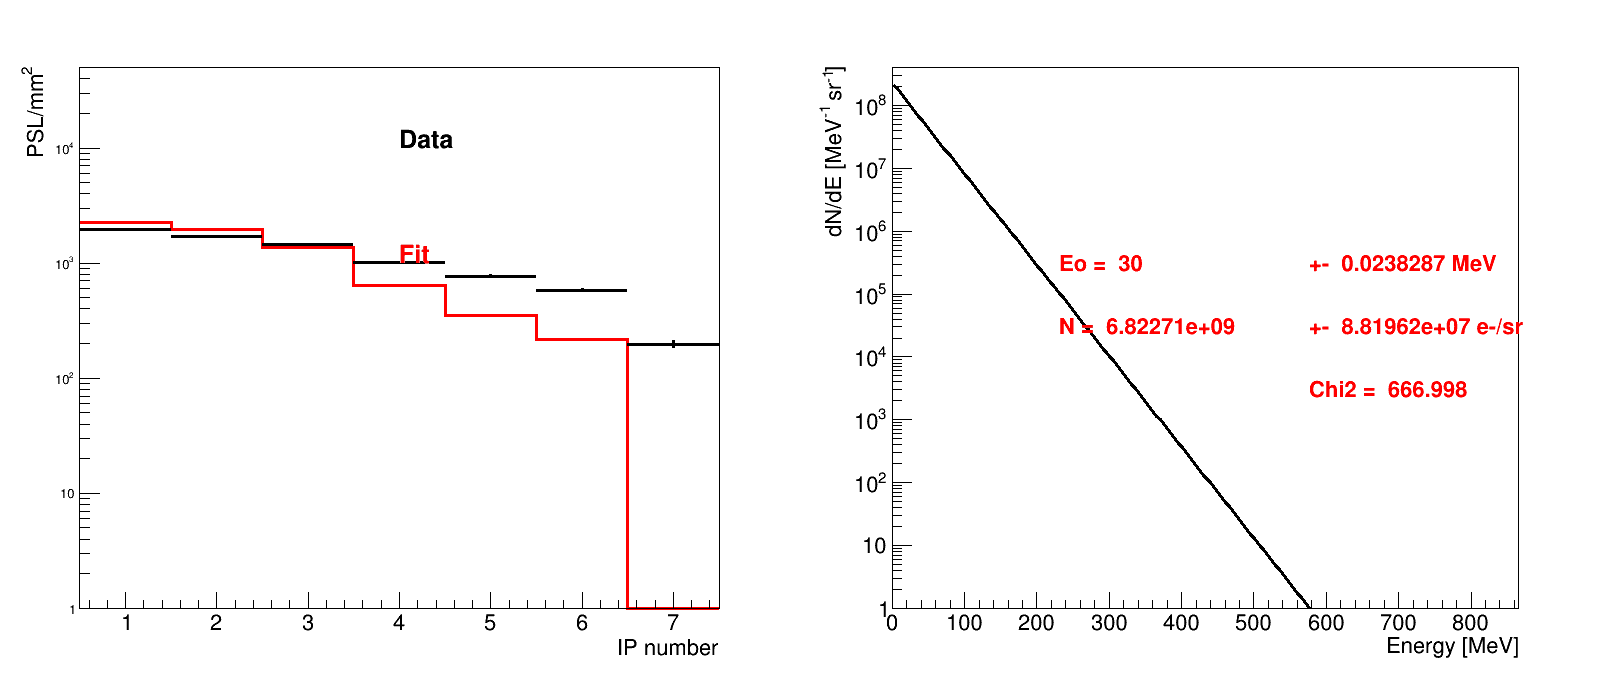 PSL/mm²
10⁴
10³
10²
10
1
Data
Fit
1 2 3 4 5 6 7
IP number
dN/dE [MeV⁻¹ sr⁻¹]
10⁸
10⁷
10⁶
10⁵
10⁴
10³
10²
10
1
Eo = 30 +- 0.0238287 MeV
N = 6.82271e+09 +- 8.81962e+07 e-/sr
Chi2 = 666.998
0 100 200 300 400 500 600 700 800
Energy [MeV]